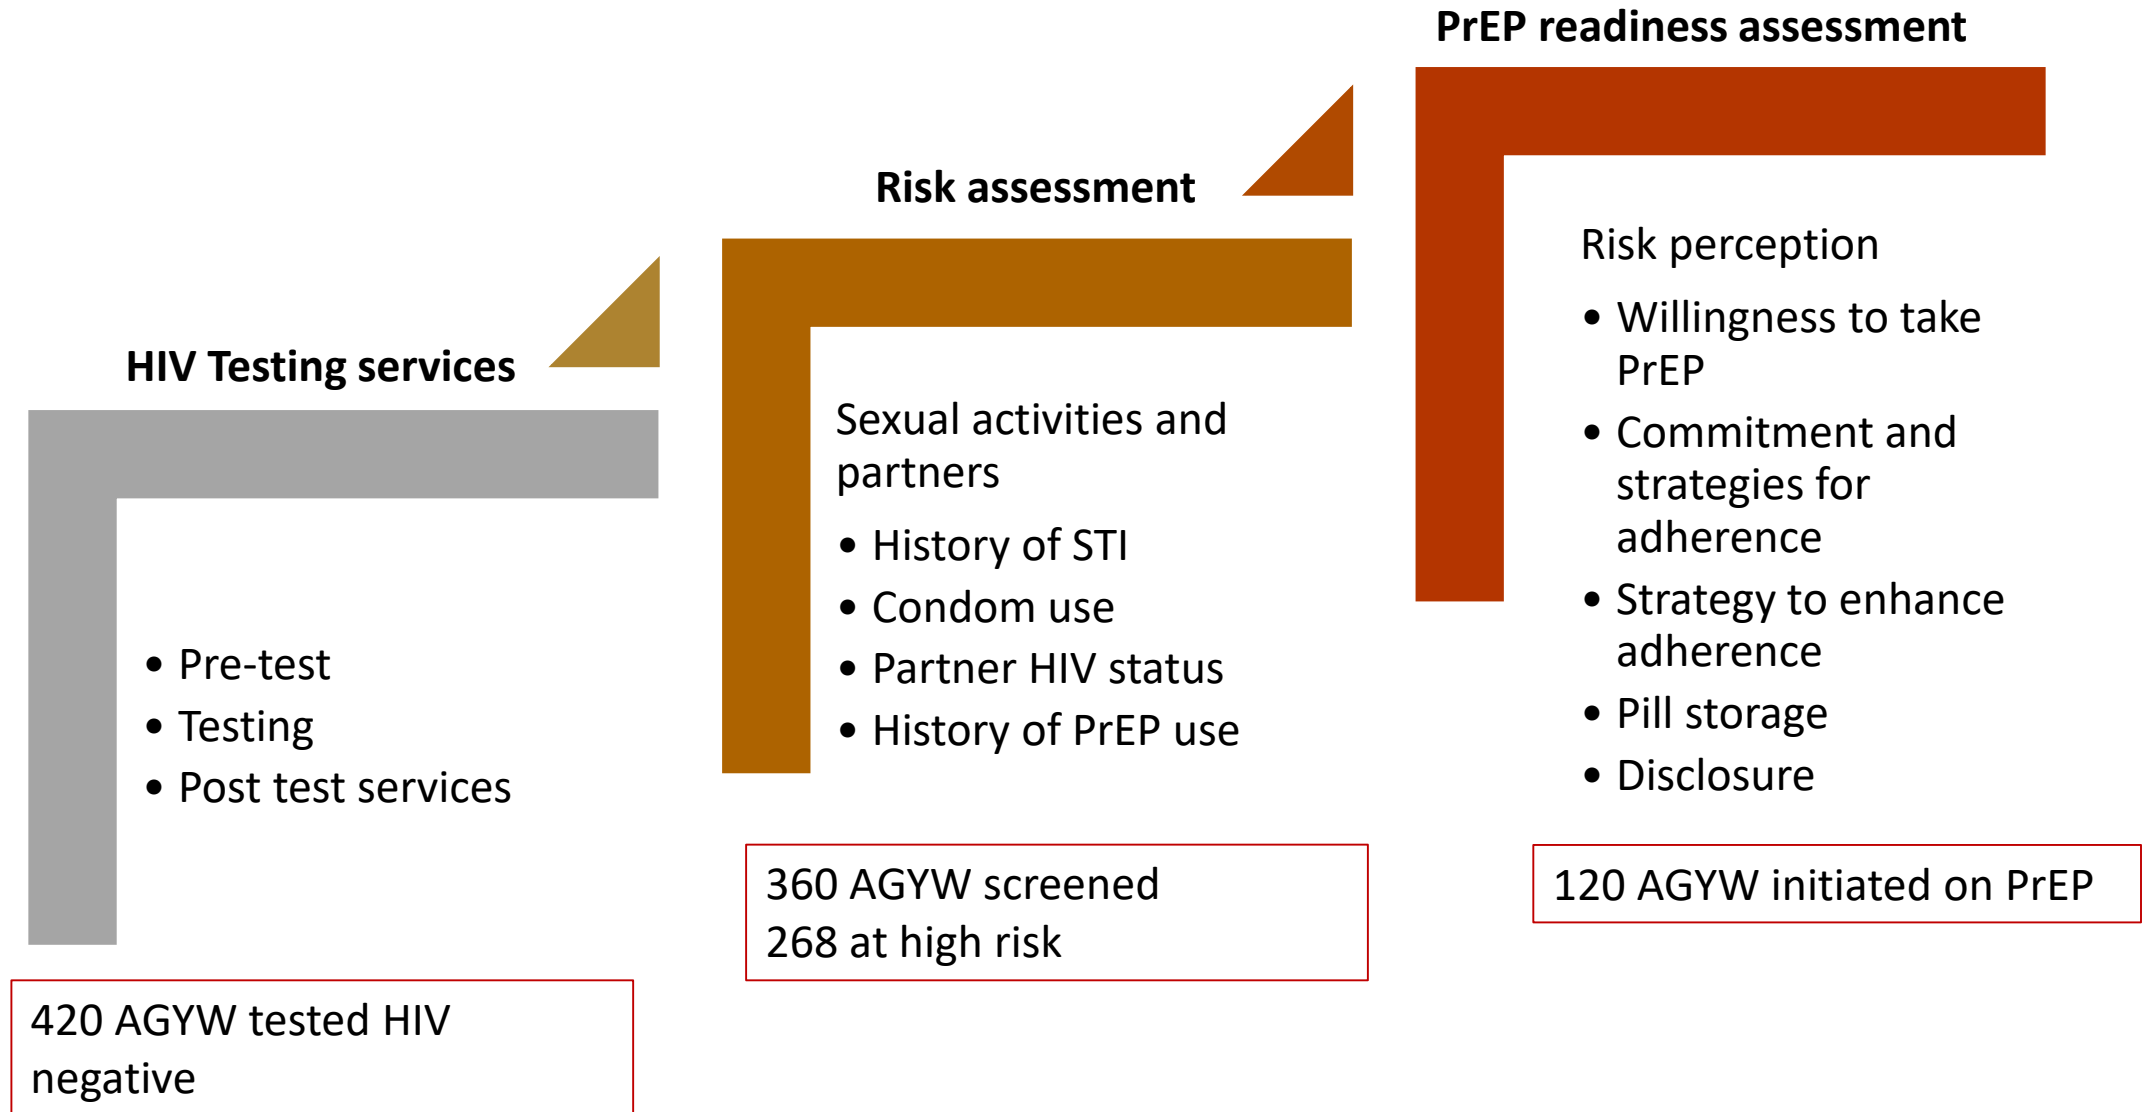 HIV Testing services
• Pre-test
• Testing
• Post test services
420 AGYW tested HIV
negative
Risk assessment
Sexual activities and
partners
• History of STI
• Condom use
• Partner HIV status
• History of PrEP use
360 AGYW screened
268 at high risk
PrEP readiness assessment
Risk perception
• Willingness to take
PrEP
• Commitment and
strategies for
adherence
• Strategy to enhance
adherence
• Pill storage
• Disclosure
120 AGYW initiated on PrEP